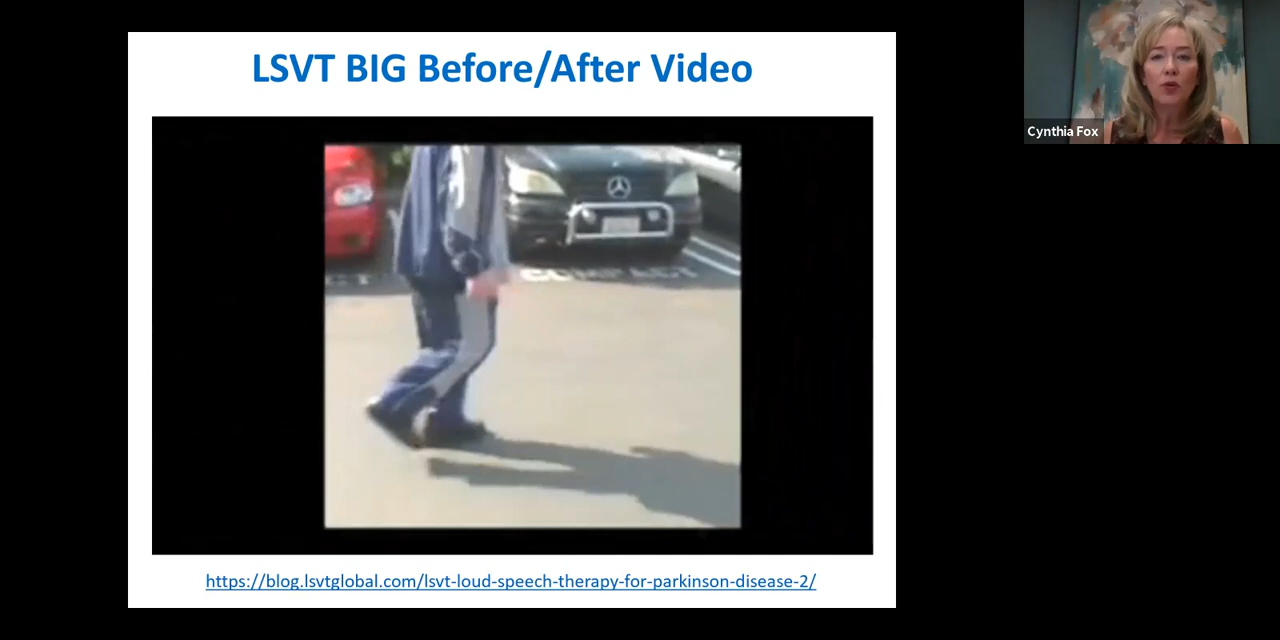 LSVT BIG Before/After Video
Cynthia Fox
COMPACT
https://blog.lsvtglobal.com/lsvt-loud-speech-therapy-for-parkinson-disease-2/